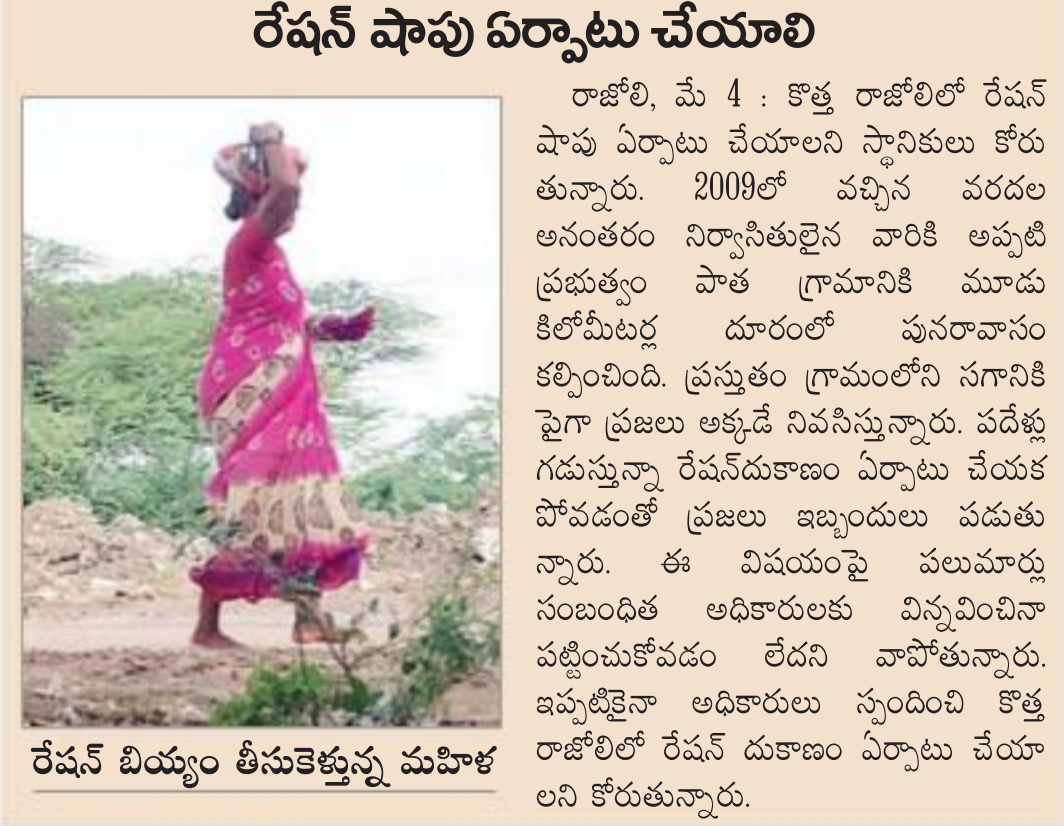 రేషన్ షాపు ఏర్పాటు చేయాలి
రాజోలి, మే 4 : కొత్త రాజోలిలో రేషన్
షాపు ఏర్పాటు చేయాలని స్థానికులు కోరు
తున్నారు. 2009లో వచ్చిన వరదల
అనంతరం నిర్వాసితులైన వారికి అప్పటి
ప్రభుత్వం పాత గ్రామానికి మూడు
కిలోమీటర్ల దూరంలో పునరావాసం
కల్పించింది. ప్రస్తుతం గ్రామంలోని సగానికి
పైగా ప్రజలు అక్కడే నివసిస్తున్నారు. పదేళ్లు
గడుస్తున్నా రేషన్‌దుకాణం ఏర్పాటు చేయక
పోవడంతో ప్రజలు ఇబ్బందులు పడుతు
న్నారు. ఈ విషయంపై పలుమార్లు
సంబంధిత అధికారులకు విన్నవించినా
పట్టించుకోవడం లేదని వాపోతున్నారు.
ఇప్పటికైనా అధికారులు స్పందించి కొత్త
రాజోలిలో రేషన్ దుకాణం ఏర్పాటు చేయా
లని కోరుతున్నారు.
రేషన్ బియ్యం తీసుకెళ్తున్న మహిళ